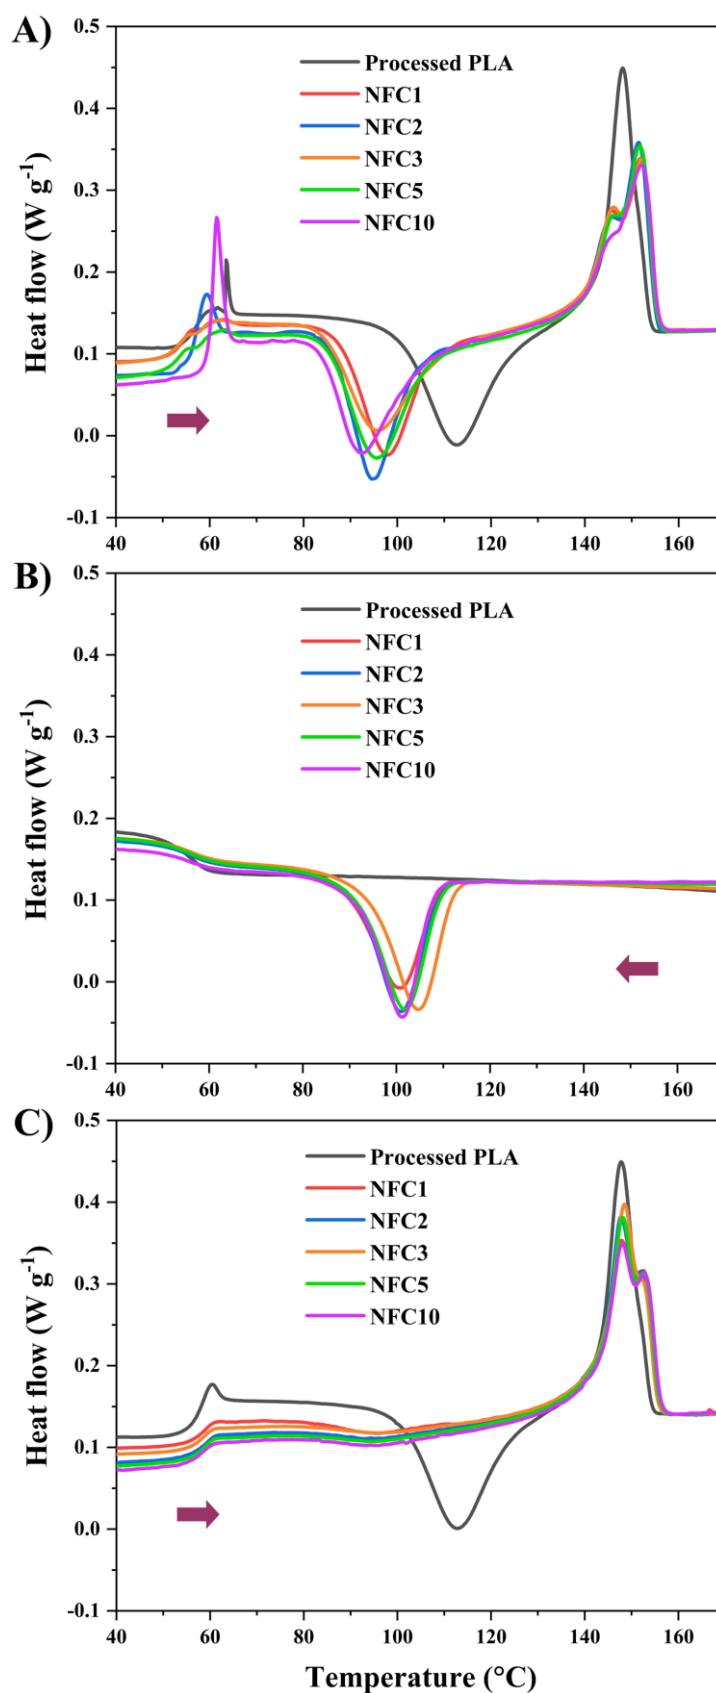 A)
Processed PLA
NFC1
NFC2
NFC3
NFC5
NFC10
Heat flow (W g⁻¹)
0.5
0.4
0.3
0.2
0.1
0.0
-0.1
40 60 80 100 120 140 160
B)
Processed PLA
NFC1
NFC2
NFC3
NFC5
NFC10
Heat flow (W g⁻¹)
0.5
0.4
0.3
0.2
0.1
0.0
-0.1
40 60 80 100 120 140 160
C)
Processed PLA
NFC1
NFC2
NFC3
NFC5
NFC10
Heat flow (W g⁻¹)
0.5
0.4
0.3
0.2
0.1
0.0
-0.1
40 60 80 100 120 140 160
Temperature (°C)